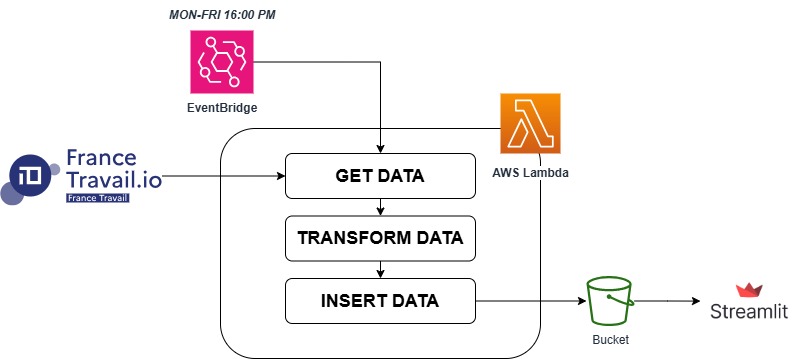 MON-FRI 16:00 PM
EventBridge
AWS Lambda
France
Travail.io
France Travail
GET DATA
TRANSFORM DATA
INSERT DATA
Bucket
Streamlit